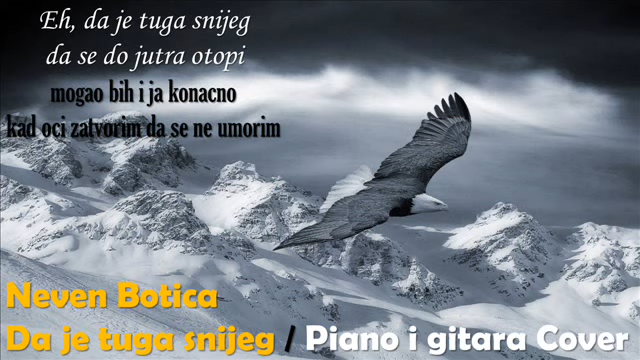 Eh, da je tuga snijeg
da se do jutra otopi
mogao bih i ja konacno
kad oci zatvorim da se ne umorim
Neven Botica
Da je tuga snijeg / Piano i gitara Cover